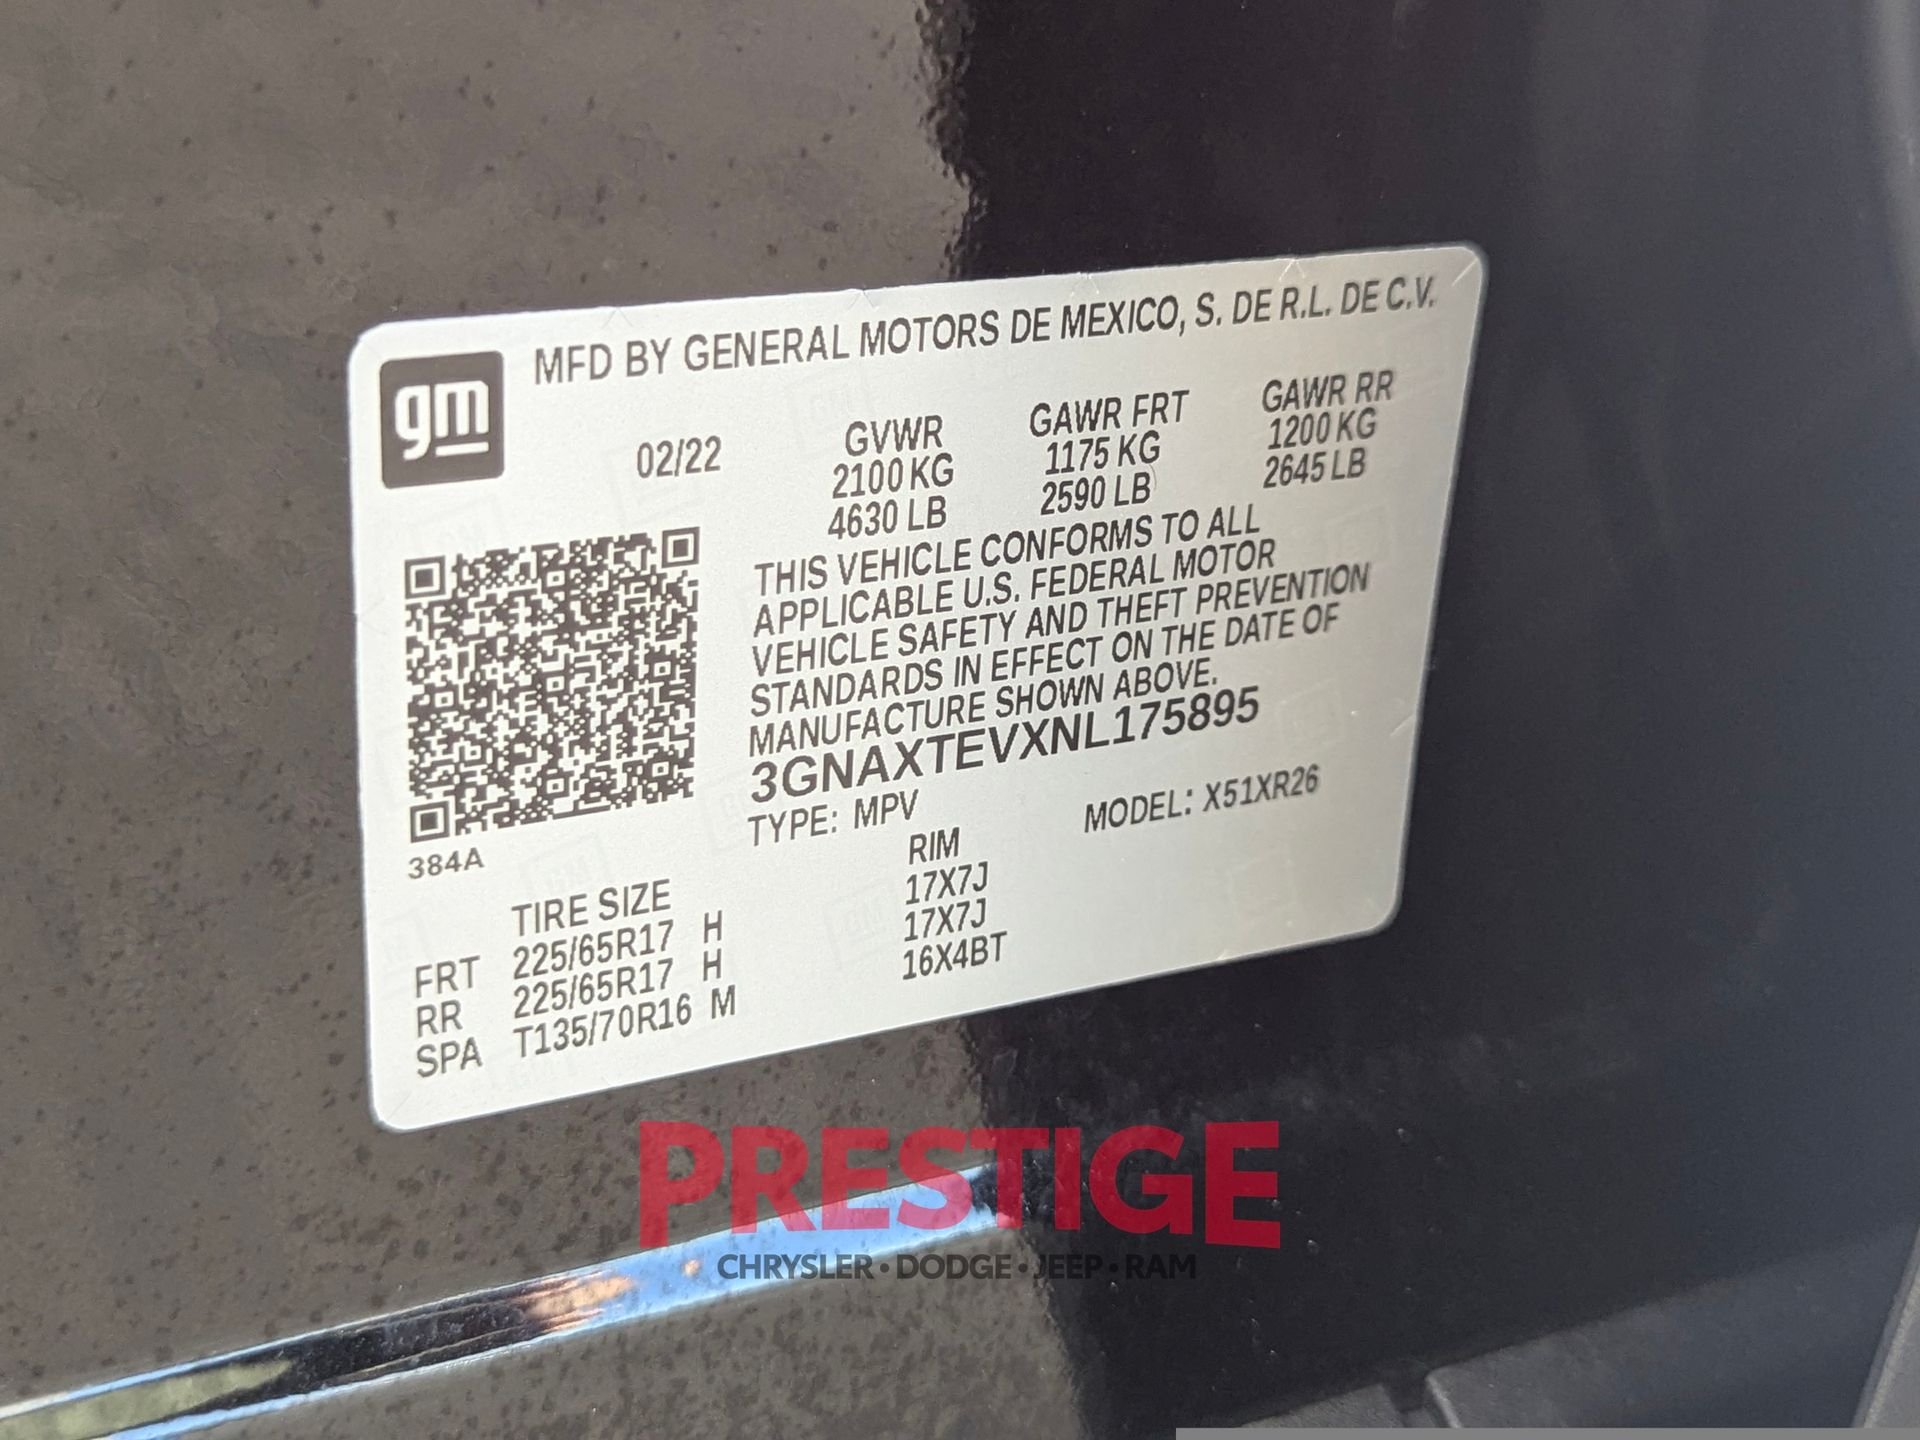 gm
MFD BY GENERAL MOTORS DE MEXICO, S. DE R.L. DE C.V.
02/22
GVWR
2100 KG
4630 LB
GAWR FRT
1175 KG
2590 LB
GAWR RR
1200 KG
2645 LB
THIS VEHICLE CONFORMS TO ALL
APPLICABLE U.S. FEDERAL MOTOR
VEHICLE SAFETY AND THEFT PREVENTION
STANDARDS IN EFFECT ON THE DATE OF
MANUFACTURE SHOWN ABOVE.
3GNAXTEVXNL175895
TYPE: MPV
MODEL: X51XR26
384A
TIRE SIZE RIM
FRT 225/65R17 H 17X7J
RR 225/65R17 H 17X7J
SPA T135/70R16 M 16X4BT
PRESTIGE
CHRYSLER • DODGE • JEEP • RAM